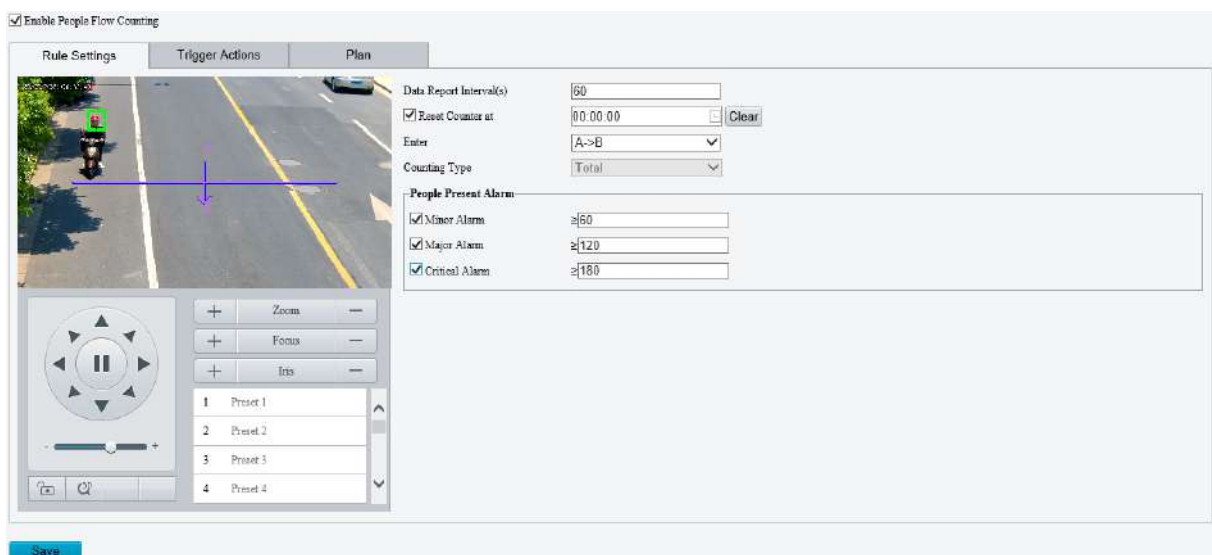 Enable People Flow Counting
Rule Settings
Trigger Actions
Plan
Data Report Interval(s) 60
Reset Counter at 00:00:00 Clear
Enter A->B
Counting Type Total
People Present Alarm
Minor Alarm ≥60
Major Alarm ≥120
Critical Alarm ≥180
+ Zoom −
+ Focus −
+ Iris −
- +
1 Preset 1
2 Preset 2
3 Preset 3
4 Preset 4
Save